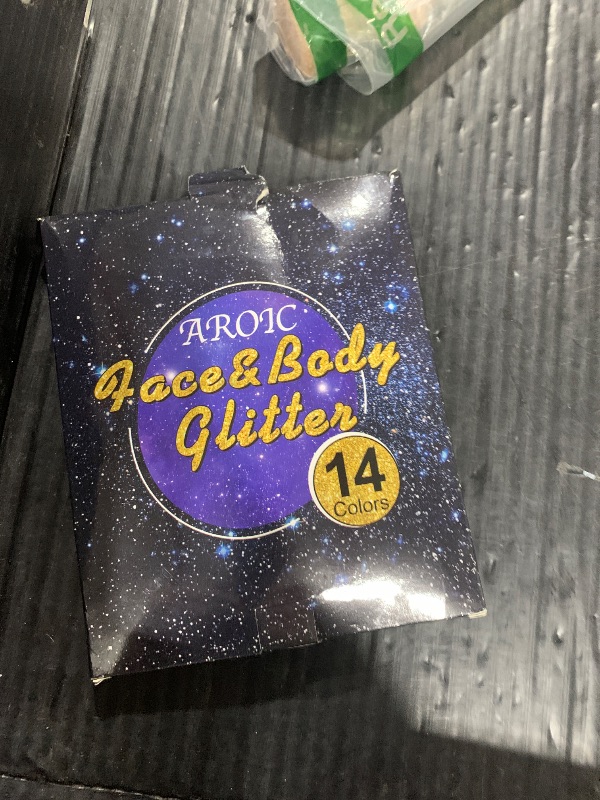 AROIC
Face & Body
Glitter
14
Colors